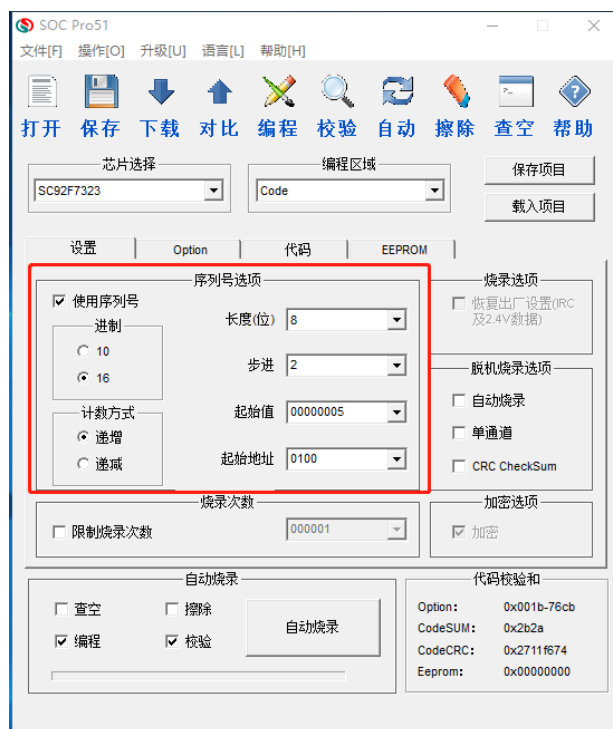 SOC Pro51
文件[F] 操作[O] 升级[U] 语言[L] 帮助[H]
打开 保存 下载 对比 编程 校验 自动 擦除 查空 帮助
芯片选择 编程区域
SC92F7323 Code
保存项目
载入项目
设置 Option 代码 EEPROM
序列号选项
使用序列号
进制
10
16
计数方式
递增
递减
长度(位) 8
步进 2
起始值 00000005
起始地址 0100
烧录选项
恢复出厂设置(IRC
及2.4V数据)
脱机烧录选项
自动烧录
单通道
CRC CheckSum
烧录次数
限制烧录次数 000001
加密选项
加密
自动烧录
查空 擦除
编程 校验
自动烧录
代码校验和
Option: 0x001b-76cb
CodeSUM: 0x2b2a
CodeCRC: 0x2711f674
Eeprom: 0x00000000